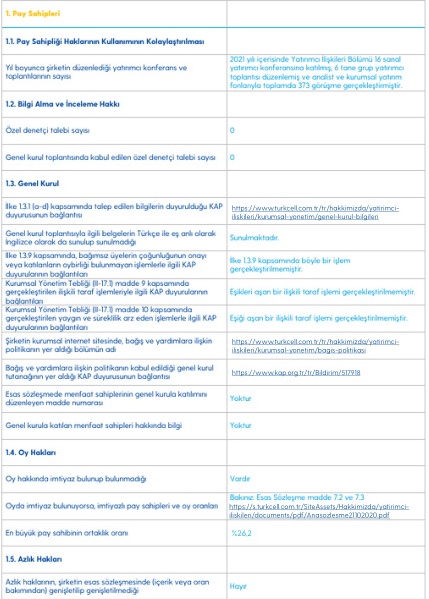 1. Pay Sahipleri
1.1. Pay Sahipliği Haklarının Kullanımının Kolaylaştırılması
Yıl boyunca şirketin düzenlediği yatırımcı konferans ve
toplantılarının sayısı
2021 yılı içerisinde Yatırımcı İlişkileri Bölümü 16 sanal
yatırımcı konferansına katılmış, 6 tane grup yatırımcı
toplantısı düzenlemiş ve analist ve kurumsal yatırım
fonlarıyla toplamda 373 görüşme gerçekleştirmiştir.
1.2. Bilgi Alma ve İnceleme Hakkı
Özel denetçi talebi sayısı
0
Genel kurul toplantısında kabul edilen özel denetçi talebi sayısı
0
1.3. Genel Kurul
İlke 1.3.1 (a-d) kapsamında talep edilen bilgilerin duyurulduğu KAP
duyurusunun bağlantısı
https://www.turkcell.com.tr/tr/hakkimizda/yatirimci-
iliskileri/kurumsal-yonetim/genel-kurul-bilgileri
Genel kurul toplantısıyla ilgili belgelerin Türkçe ile eş anlı olarak
İngilizce olarak da sunulup sunulmadığı
Sunulmaktadır.
İlke 1.3.9 kapsamında, bağımsız üyelerin çoğunluğunun onayı
veya katılanların oybirliği bulunmayan işlemlerle ilgili KAP
duyurularının bağlantıları
İlke 1.3.9 kapsamında böyle bir işlem
gerçekleştirilmemiştir.
Kurumsal Yönetim Tebliği (II-17.1) madde 9 kapsamında
gerçekleştirilen ilişkili taraf işlemleriyle ilgili KAP duyurularının
bağlantıları
Eşikleri aşan bir ilişkili taraf işlemi gerçekleştirilmemiştir.
Kurumsal Yönetim Tebliği (II-17.1) madde 10 kapsamında
gerçekleştirilen yaygın ve süreklilik arz eden işlemlerle ilgili KAP
duyurularının bağlantıları
Eşiği aşan bir ilişkili taraf işlemi gerçekleştirilmemiştir.
Şirketin kurumsal internet sitesinde, bağış ve yardımlara ilişkin
politikanın yer aldığı bölümün adı
https://www.turkcell.com.tr/tr/hakkimizda/yatirimci-
iliskileri/kurumsal-yonetim/bagis-politikasi
Bağış ve yardımlara ilişkin politikanın kabul edildiği genel kurul
tutanağının yer aldığı KAP duyurusunun bağlantısı
https://www.kap.org.tr/tr/Bildirim/517918
Esas sözleşmede menfaat sahiplerinin genel kurula katılımını
düzenleyen madde numarası
Yoktur
Genel kurula katılan menfaat sahipleri hakkında bilgi
Yoktur
1.4. Oy Hakları
Oy hakkında imtiyaz bulunup bulunmadığı
Vardır
Oyda imtiyaz bulunuyorsa, imtiyazlı pay sahipleri ve oy oranları
Bakınız: Esas Sözleşme madde 7.2 ve 7.3
https://s.turkcell.com.tr/SiteAssets/Hakkimizda/yatirimci-
iliskileri/documents/pdf/Anasozlesme21102020.pdf
En büyük pay sahibinin ortaklık oranı
%26,2
1.5. Azlık Hakları
Azlık haklarının, şirketin esas sözleşmesinde (içerik veya oran
bakımından) genişletilip genişletilmediği
Hayır